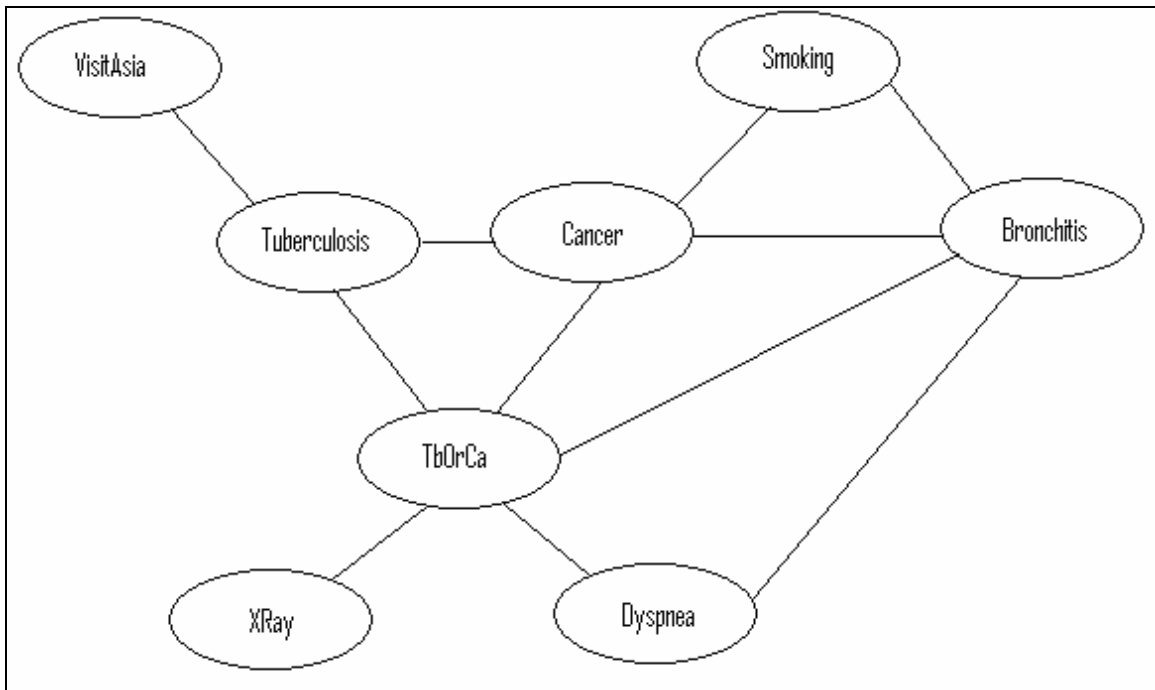 VisitAsia
Smoking
Tuberculosis
Cancer
Bronchitis
TbOrCa
XRay
Dyspnea